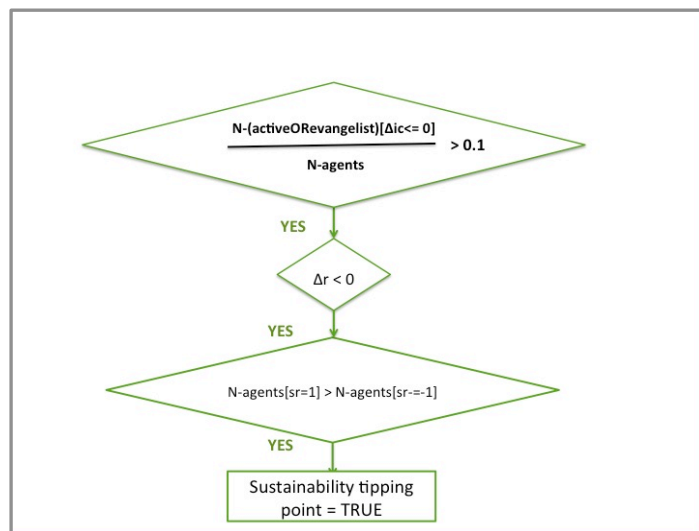 N-(activeORevangelist)[Δic<= 0]
> 0.1
N-agents
YES
Δr < 0
YES
N-agents[sr=1] > N-agents[sr-=-1]
YES
Sustainability tipping
point = TRUE